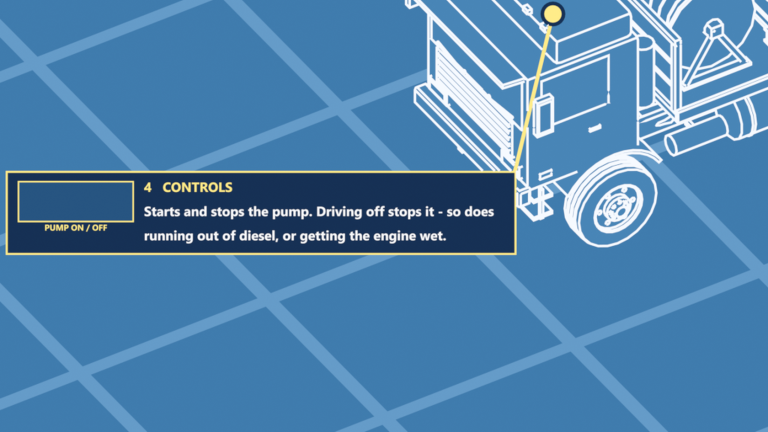 4 CONTROLS
Starts and stops the pump. Driving off stops it - so does
running out of diesel, or getting the engine wet.
PUMP ON / OFF